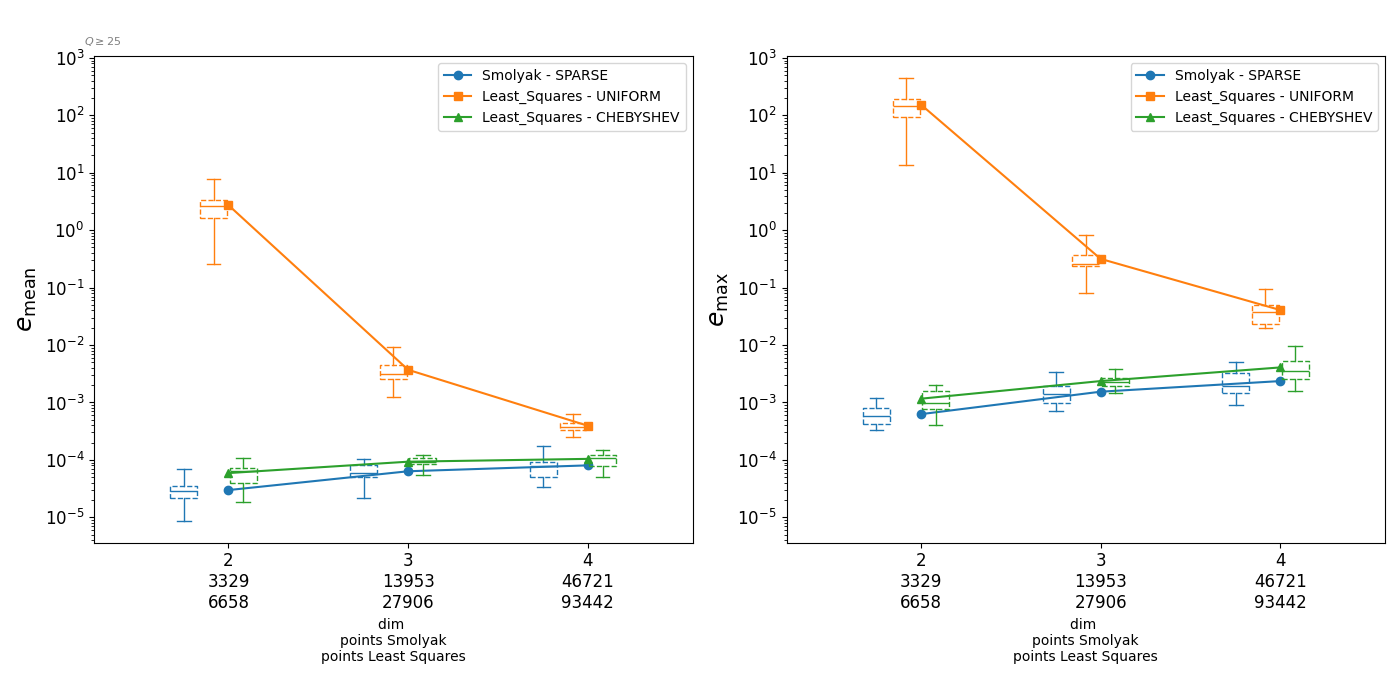 Q ≥ 25
10³
10²
10¹
10⁰
10⁻¹
10⁻²
10⁻³
10⁻⁴
10⁻⁵
e_mean
Smolyak - SPARSE
Least_Squares - UNIFORM
Least_Squares - CHEBYSHEV
2 3 4
3329 13953 46721
6658 27906 93442
dim
points Smolyak
points Least Squares
10³
10²
10¹
10⁰
10⁻¹
10⁻²
10⁻³
10⁻⁴
10⁻⁵
e_max
Smolyak - SPARSE
Least_Squares - UNIFORM
Least_Squares - CHEBYSHEV
2 3 4
3329 13953 46721
6658 27906 93442
dim
points Smolyak
points Least Squares